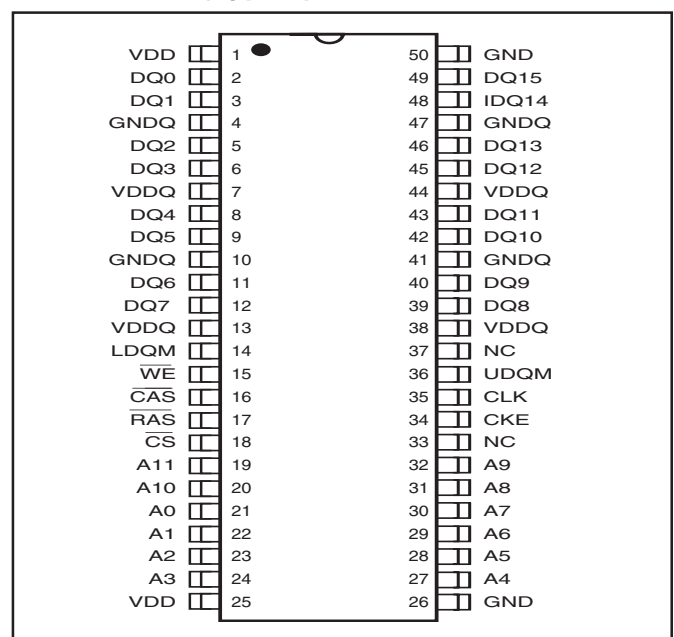 VDD 1 50 GND
DQ0 2 49 DQ15
DQ1 3 48 IDQ14
GNDQ 4 47 GNDQ
DQ2 5 46 DQ13
DQ3 6 45 DQ12
VDDQ 7 44 VDDQ
DQ4 8 43 DQ11
DQ5 9 42 DQ10
GNDQ 10 41 GNDQ
DQ6 11 40 DQ9
DQ7 12 39 DQ8
VDDQ 13 38 VDDQ
LDQM 14 37 NC
W̅E̅ 15 36 UDQM
C̅A̅S̅ 16 35 CLK
R̅A̅S̅ 17 34 CKE
C̅S̅ 18 33 NC
A11 19 32 A9
A10 20 31 A8
A0 21 30 A7
A1 22 29 A6
A2 23 28 A5
A3 24 27 A4
VDD 25 26 GND